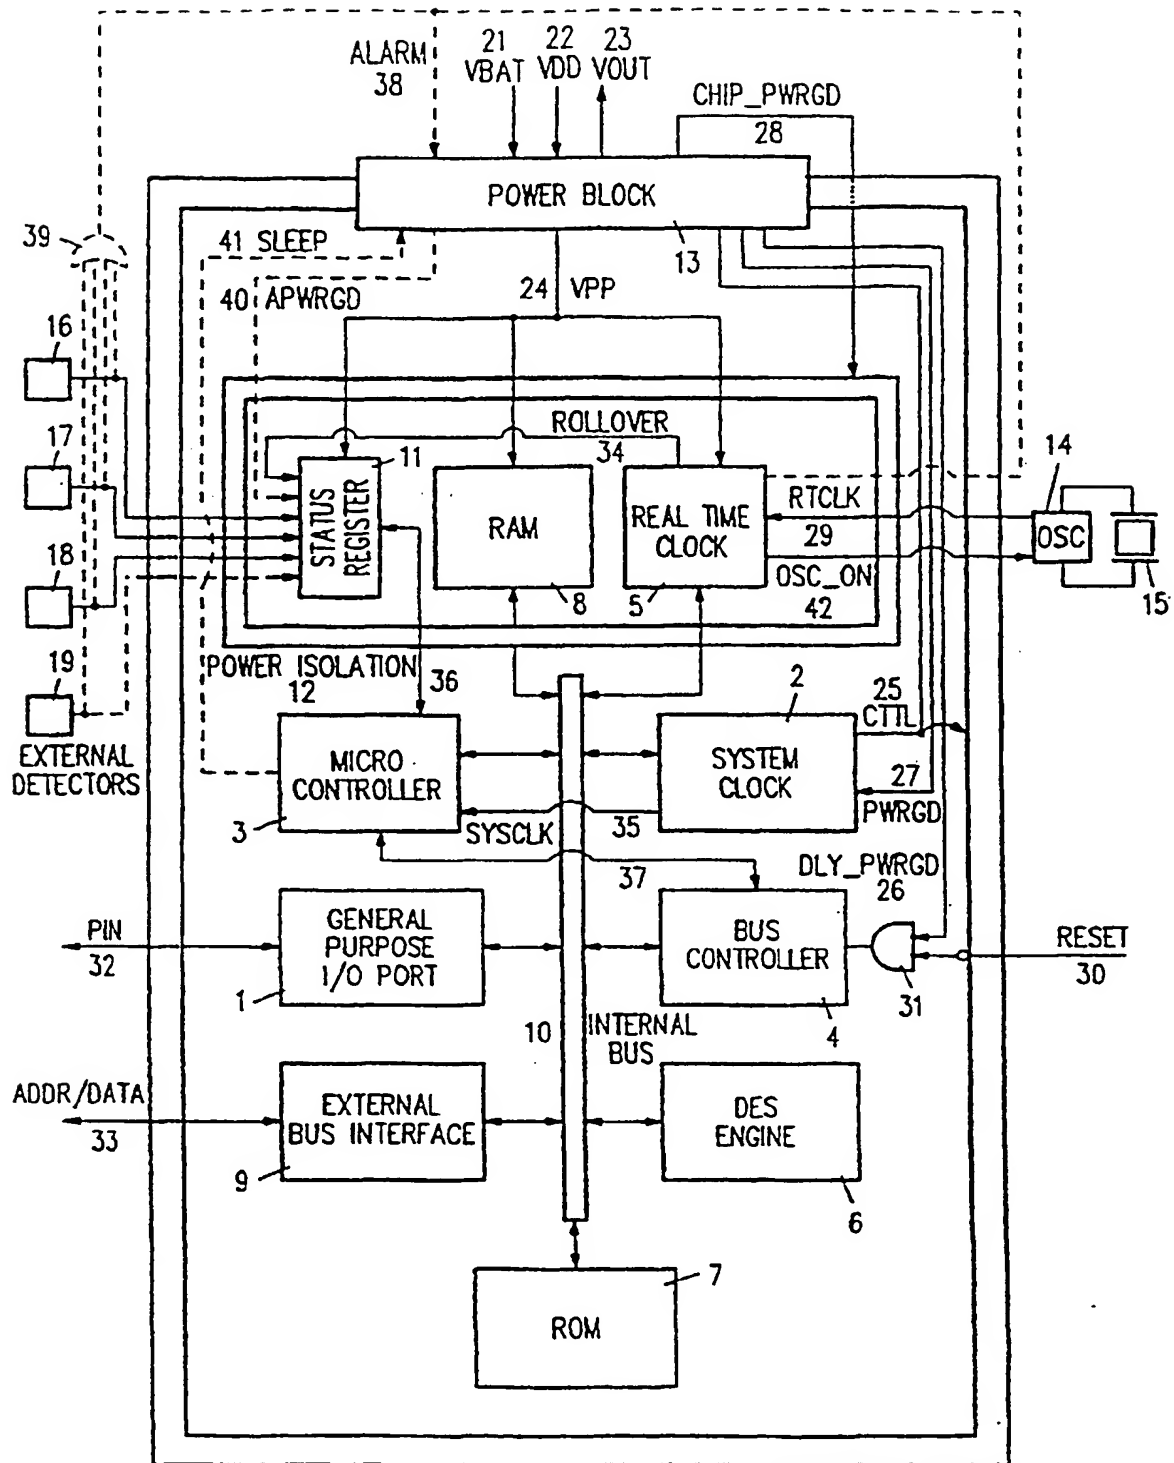 ALARM
38
21
VBAT
22
VDD
23
VOUT
CHIP_PWRGD
28
POWER BLOCK
13
39
41 SLEEP
40 APWRGD
24 VPP
16
17
18
19
EXTERNAL
DETECTORS
ROLLOVER
34
11
STATUS
REGISTER
RAM
8
REAL TIME
CLOCK
5
RTCLK
29
OSC_ON
42
14
OSC
15
POWER ISOLATION
12
36
MICRO
CONTROLLER
3
SYSCLK
35
2
SYSTEM
CLOCK
25
CTTL
27
PWRGD
37
DLY_PWRGD
26
PIN
32
GENERAL
PURPOSE
I/O PORT
1
BUS
CONTROLLER
4
31
RESET
30
10
INTERNAL
BUS
ADDR/DATA
33
EXTERNAL
BUS INTERFACE
9
DES
ENGINE
6
7
ROM